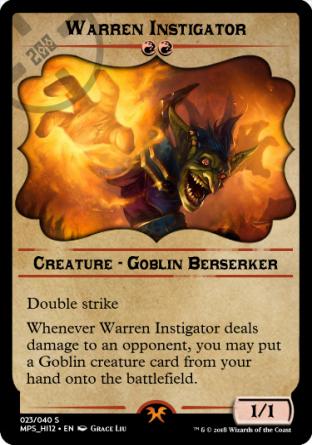 Warren Instigator
Creature - Goblin Berserker
Double strike
Whenever Warren Instigator deals
damage to an opponent, you may put
a Goblin creature card from your
hand onto the battlefield.
1/1
023/040 S
MPS_HI12 • EN Grace Liu
™ & © 2018 Wizards of the Coast